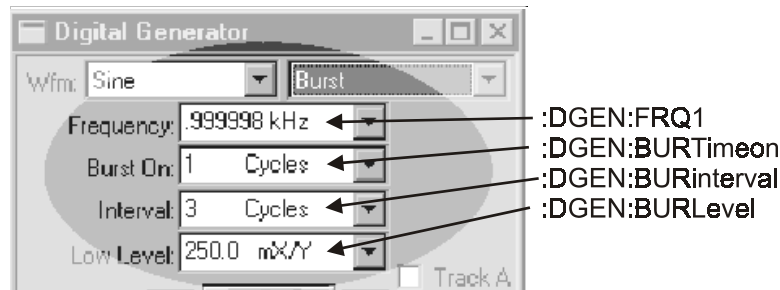 Digital Generator
Wfm: Sine Burst
Frequency: .999998 kHz :DGEN:FRQ1
Burst On: 1 Cycles :DGEN:BURTimeon
Interval: 3 Cycles :DGEN:BURinterval
Low Level: 250.0 mX/Y :DGEN:BURLevel
Track A